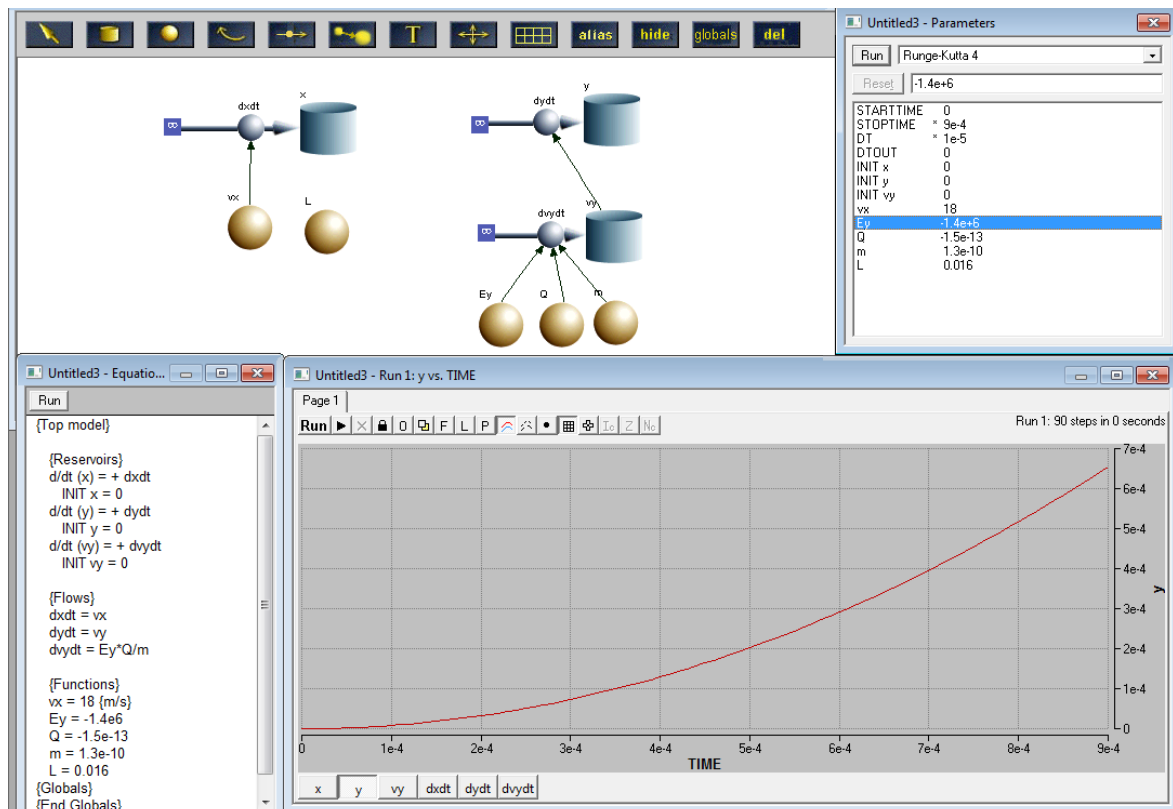 T alias hide globals del
x
dxdt
vx
L
y
dydt
vy
dvydt
Ey
Q
m
Untitled3 - Parameters
Run Runge-Kutta 4
Reset -1.4e+6
STARTTIME 0
STOPTIME * 9e-4
DT * 1e-5
DTOUT 0
INIT x 0
INIT y 0
INIT vy 0
vx 18
Ey -1.4e+6
Q -1.5e-13
m 1.3e-10
L 0.016
Untitled3 - Equatio...
Run
{Top model}
{Reservoirs}
d/dt (x) = + dxdt
INIT x = 0
d/dt (y) = + dydt
INIT y = 0
d/dt (vy) = + dvydt
INIT vy = 0
{Flows}
dxdt = vx
dydt = vy
dvydt = Ey*Q/m
{Functions}
vx = 18 {m/s}
Ey = -1.4e6
Q = -1.5e-13
m = 1.3e-10
L = 0.016
{Globals}
{End Globals}
Untitled3 - Run 1: y vs. TIME
Page 1
Run 0 F L P Z
Run 1: 90 steps in 0 seconds
7e-4
6e-4
5e-4
4e-4
3e-4
2e-4
1e-4
0
y
0 1e-4 2e-4 3e-4 4e-4 5e-4 6e-4 7e-4 8e-4 9e-4
TIME
x y vy dxdt dydt dvydt